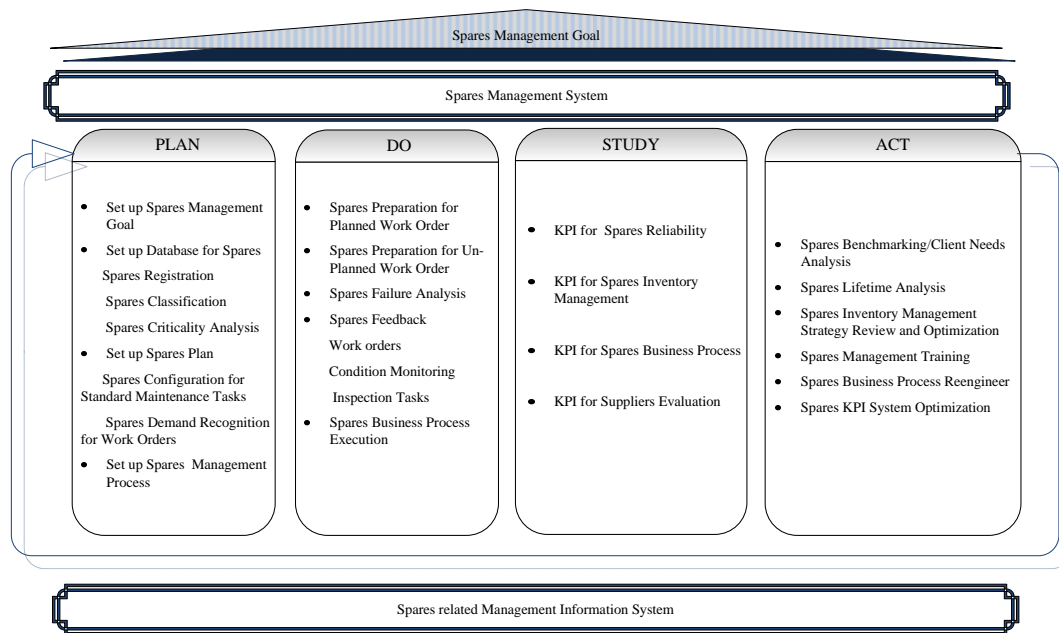 Spares Management Goal
Spares Management System
PLAN
Set up Spares Management
Goal
Set up Database for Spares
Spares Registration
Spares Classification
Spares Criticality Analysis
Set up Spares Plan
Spares Configuration for
Standard Maintenance Tasks
Spares Demand Recognition
for Work Orders
Set up Spares Management
Process
DO
Spares Preparation for
Planned Work Order
Spares Preparation for Un-
Planned Work Order
Spares Failure Analysis
Spares Feedback
Work orders
Condition Monitoring
Inspection Tasks
Spares Business Process
Execution
STUDY
KPI for Spares Reliability
KPI for Spares Inventory
Management
KPI for Spares Business Process
KPI for Suppliers Evaluation
ACT
Spares Benchmarking/Client Needs
Analysis
Spares Lifetime Analysis
Spares Inventory Management
Strategy Review and Optimization
Spares Management Training
Spares Business Process Reengineer
Spares KPI System Optimization
Spares related Management Information System